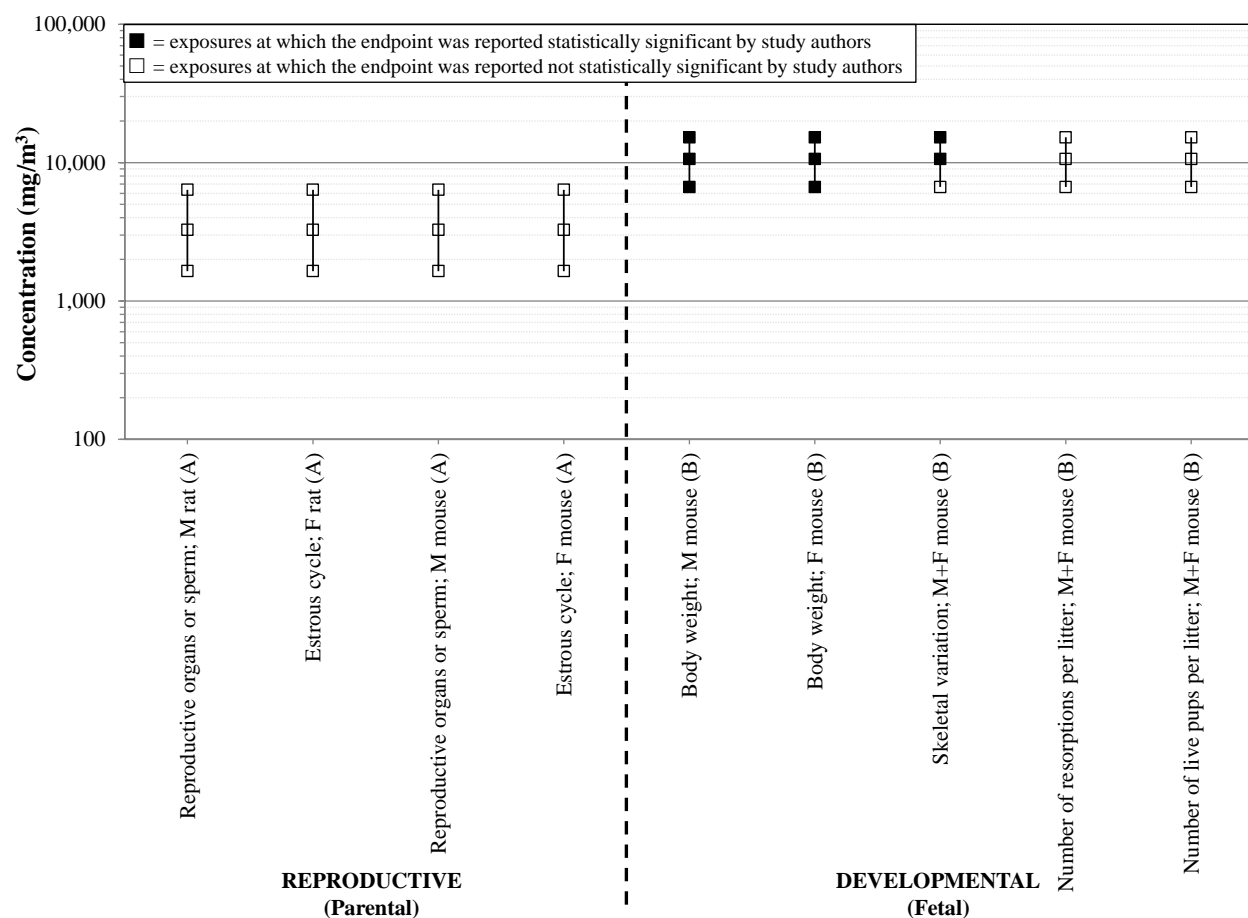 100,000
10,000
1,000
100
Concentration (mg/m³)
■ = exposures at which the endpoint was reported statistically significant by study authors
□ = exposures at which the endpoint was reported not statistically significant by study authors
Reproductive organs or sperm; M rat (A)
Estrous cycle; F rat (A)
Reproductive organs or sperm; M mouse (A)
Estrous cycle; F mouse (A)
Body weight; M mouse (B)
Body weight; F mouse (B)
Skeletal variation; M+F mouse (B)
Number of resorptions per litter; M+F mouse (B)
Number of live pups per litter; M+F mouse (B)
REPRODUCTIVE
(Parental)
DEVELOPMENTAL
(Fetal)